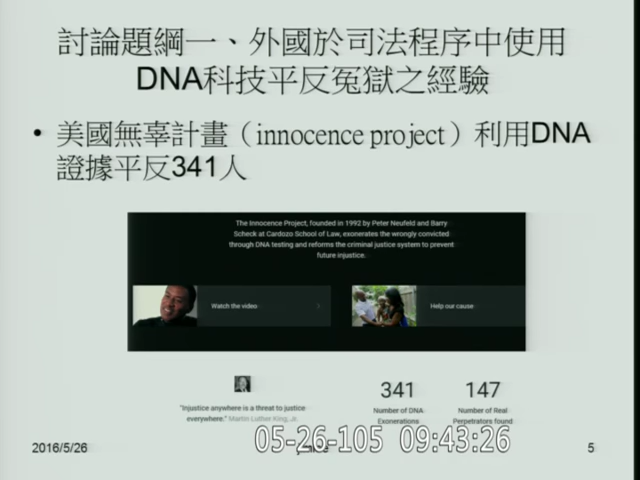 討論題綱一、外國於司法程序中使用
DNA科技平反冤獄之經驗
• 美國無辜計畫（innocence project）利用DNA
證據平反341人
The Innocence Project, founded in 1992 by Peter Neufeld and Barry
Scheck at Cardozo School of Law, exonerates the wrongly convicted
through DNA testing and reforms the criminal justice system to prevent
future injustice.
Watch the video
Help our cause
"Injustice anywhere is a threat to justice
everywhere." Martin Luther King, Jr.
341
Number of DNA
Exonerations
147
Number of Real
Perpetrators found
2016/5/26
05-26-105 09:43:26
5